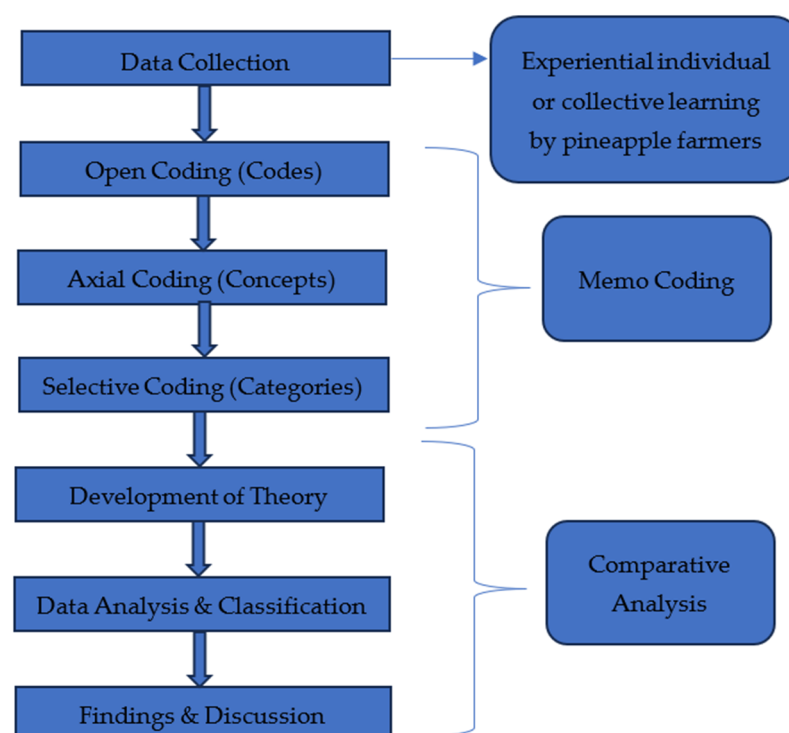 Data Collection
Experiential individual
or collective learning
by pineapple farmers
Open Coding (Codes)
Axial Coding (Concepts)
Memo Coding
Selective Coding (Categories)
Development of Theory
Data Analysis & Classification
Comparative
Analysis
Findings & Discussion